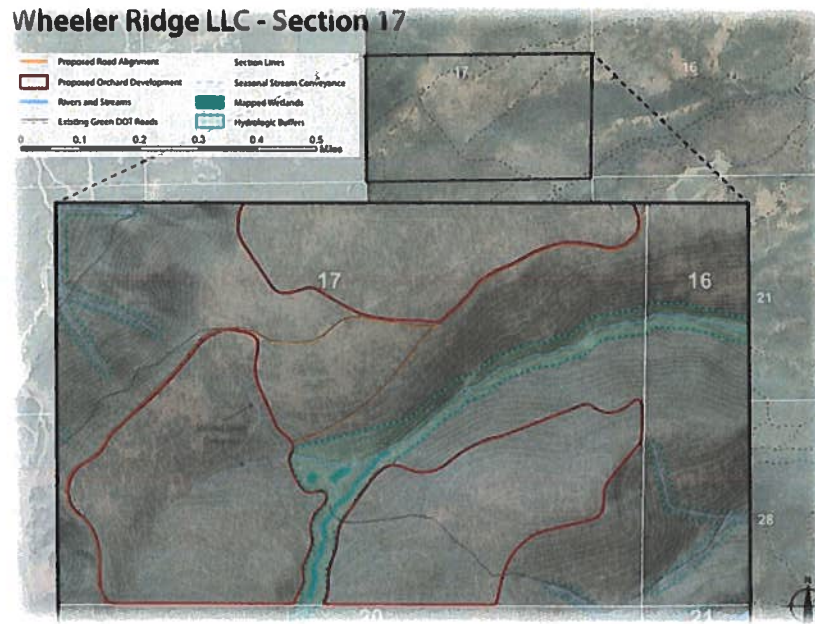 Wheeler Ridge LLC - Section 17
Proposed Road Alignment
Section Lines
Proposed Orchard Development
Seasonal Stream Conveyance
Rivers and Streams
Mapped Wetlands
Existing Green DOT Roads
Hydrologic Buffers
0 0.1 0.2 0.3 0.4 0.5
Miles
17
16
17
16
21
28
20
21
N